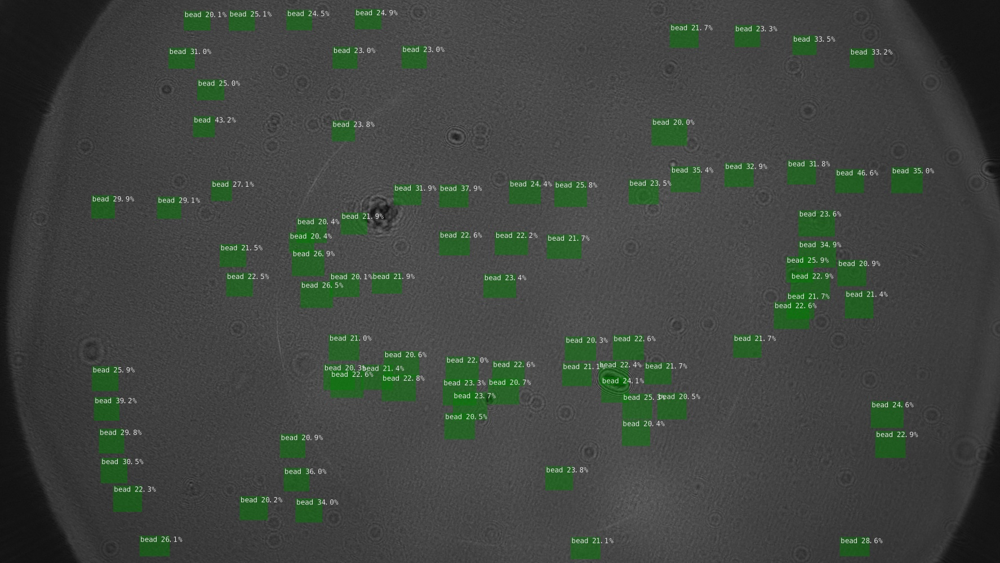 bead 20.1%
bead 25.1%
bead 24.5%
bead 24.9%
bead 21.7%
bead 23.3%
bead 33.5%
bead 33.2%
bead 31.0%
bead 23.0%
bead 23.0%
bead 25.0%
bead 43.2%
bead 23.8%
bead 20.0%
bead 35.4%
bead 32.9%
bead 31.8%
bead 46.6%
bead 35.0%
bead 27.1%
bead 31.9%
bead 37.9%
bead 24.4%
bead 25.8%
bead 23.5%
bead 29.9%
bead 29.1%
bead 20.4%
bead 21.9%
bead 23.6%
bead 20.4%
bead 22.6%
bead 22.2%
bead 21.7%
bead 21.5%
bead 26.9%
bead 34.9%
bead 25.9%
bead 20.9%
bead 22.5%
bead 26.5%
bead 20.1%
bead 21.9%
bead 23.4%
bead 22.9%
bead 21.7%
bead 21.4%
bead 22.6%
bead 21.0%
bead 20.3%
bead 22.6%
bead 21.7%
bead 20.6%
bead 22.0%
bead 22.6%
bead 25.9%
bead 20.3%
bead 21.4%
bead 22.6%
bead 22.8%
bead 21.1%
bead 22.4%
bead 21.7%
bead 23.3%
bead 20.7%
bead 24.1%
bead 23.7%
bead 25.3%
bead 20.5%
bead 39.2%
bead 24.6%
bead 20.5%
bead 20.4%
bead 29.8%
bead 20.9%
bead 22.9%
bead 30.5%
bead 36.0%
bead 23.8%
bead 22.3%
bead 20.2%
bead 34.0%
bead 26.1%
bead 21.1%
bead 28.6%